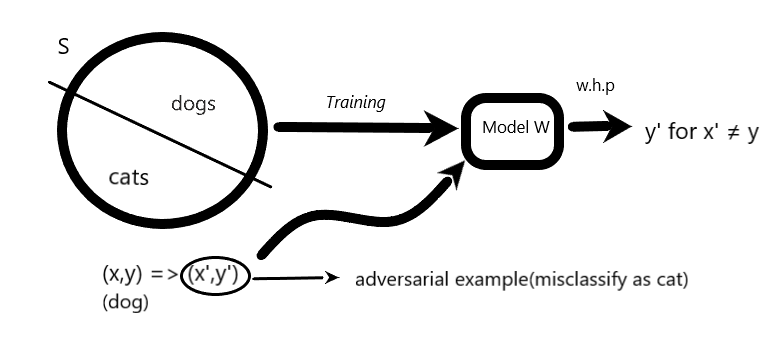 S
dogs
cats
Training
Model W
w.h.p
y' for x' ≠ y
(x,y) =>(x',y')
(dog)
adversarial example(misclassify as cat)